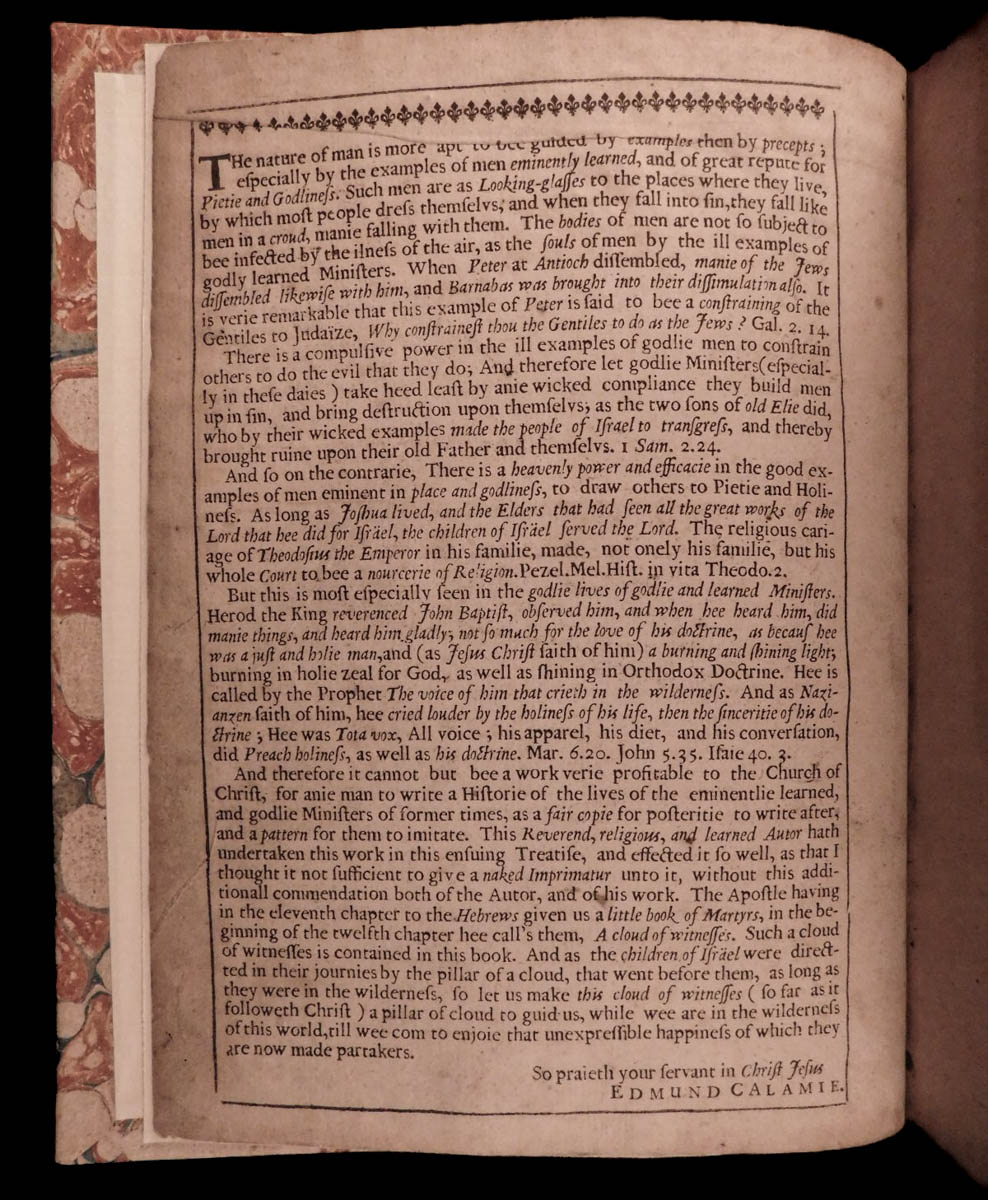 THe nature of man is more apt to bee guided by examples then by precepts;
eſpecially by the examples of men eminently learned, and of great repute for
Pietie and Godlineſs. Such men are as Looking-glaſſes to the places where they live,
by which moſt people dreſs themſelvs; and when they fall into ſin, they fall like
men in a croud, manie falling with them. The bodies of men are not ſo ſubject to
bee infected by the ilneſs of the air, as the ſouls of men by the ill examples of
godly learned Miniſters. When Peter at Antioch diſſembled, manie of the Jews
diſſembled likewiſe with him, and Barnabas was brought into their diſſimulation alſo. It
is verie remarkable that this example of Peter is ſaid to bee a conſtraining of the
Gentiles to Judaïze, Why conſtraineſt thou the Gentiles to do as the Jews? Gal. 2. 14.
There is a compulſive power in the ill examples of godlie men to conſtrain
others to do the evil that they do; And therefore let godlie Miniſters (eſpecial-
ly in theſe daies) take heed leaſt by anie wicked compliance they build men
up in ſin, and bring deſtruction upon themſelvs; as the two ſons of old Elie did,
who by their wicked examples made the people of Iſrael to tranſgreſs, and thereby
brought ruine upon their old Father and themſelvs. 1 Sam. 2.24.
And ſo on the contrarie, There is a heavenly power and efficacie in the good ex-
amples of men eminent in place and godlineſs, to draw others to Pietie and Holi-
neſs. As long as Joſhua lived, and the Elders that had ſeen all the great works of the
Lord that hee did for Iſräel, the children of Iſräel ſerved the Lord. The religious cari-
age of Theodoſius the Emperor in his familie, made, not onely his familie, but his
whole Court to bee a nourcerie of Religion. Pezel. Mel. Hiſt. in vita Theodo. 2.
But this is moſt eſpecially ſeen in the godlie lives of godlie and learned Miniſters.
Herod the King reverenced John Baptiſt, obſerved him, and when hee heard him, did
manie things, and heard him gladly; not ſo much for the love of his doctrine, as becauſ hee
was a juſt and holie man, and (as Jeſus Chriſt ſaith of him) a burning and ſhining light;
burning in holie zeal for God, as well as ſhining in Orthodox Doctrine. Hee is
called by the Prophet The voice of him that crieth in the wilderneſs. And as Nazi-
anzen ſaith of him, hee cried louder by the holineſs of his life, then the ſinceritie of his do-
ctrine; Hee was Tota vox, All voice; his apparel, his diet, and his converſation,
did Preach holineſs, as well as his doctrine. Mar. 6.20. John 5.35. Iſaie 40. 3.
And therefore it cannot but bee a work verie profitable to the Church of
Chriſt, for anie man to write a Hiſtorie of the lives of the eminentlie learned,
and godlie Miniſters of former times, as a fair copie for poſteritie to write after,
and a pattern for them to imitate. This Reverend, religious, and learned Autor hath
undertaken this work in this enſuing Treatiſe, and effected it ſo well, as that I
thought it not ſufficient to give a naked Imprimatur unto it, without this addi-
tionall commendation both of the Autor, and of his work. The Apoſtle having
in the eleventh chapter to the Hebrews given us a little book of Martyrs, in the be-
ginning of the twelfth chapter hee call's them, A cloud of witneſſes. Such a cloud
of witneſſes is contained in this book. And as the children of Iſräel were direct-
ted in their journies by the pillar of a cloud, that went before them, as long as
they were in the wilderneſs, ſo let us make this cloud of witneſſes (ſo far as it
followeth Chriſt) a pillar of cloud to guid us, while wee are in the wilderneſs
of this world, till wee com to enjoie that unexpreſſible happineſs of which they
are now made partakers.
So praieth your ſervant in Chriſt Jeſus
EDMUND CALAMIE.